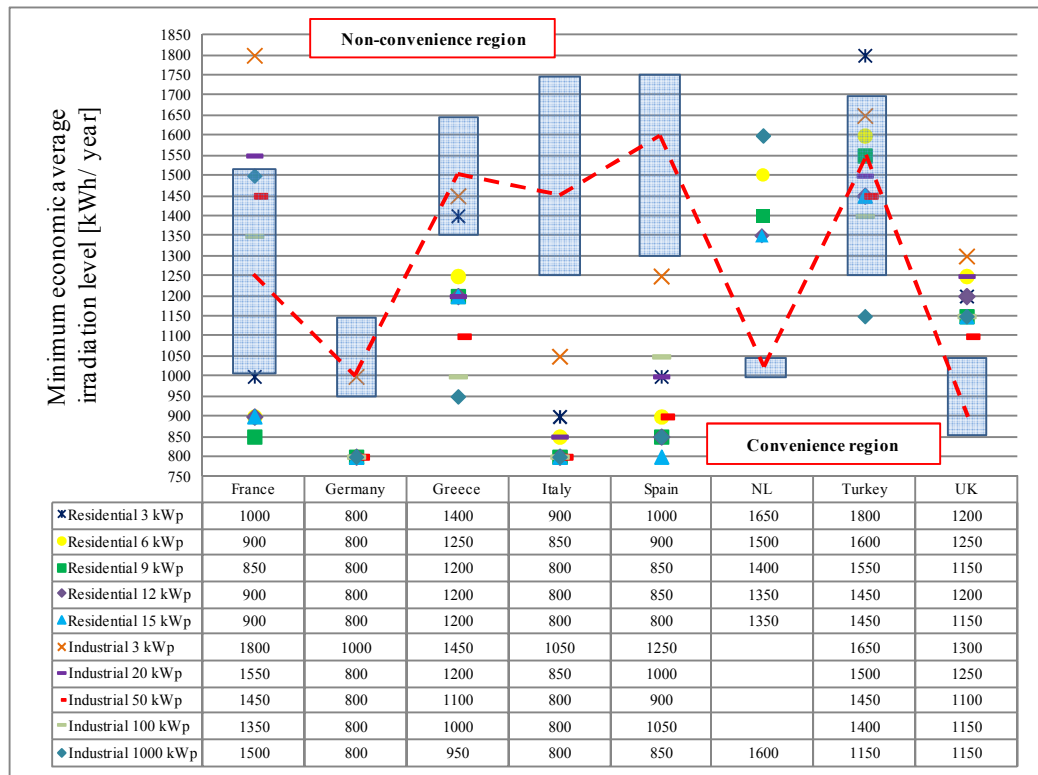 Non-convenience region
Minimum economic average
irradiation level [kWh/ year]
1850
1800
1750
1700
1650
1600
1550
1500
1450
1400
1350
1300
1250
1200
1150
1100
1050
1000
950
900
850
800
750
Convenience region
France Germany Greece Italy Spain NL Turkey UK
Residential 3 kWp 1000 800 1400 900 1000 1650 1800 1200
Residential 6 kWp 900 800 1250 850 900 1500 1600 1250
Residential 9 kWp 850 800 1200 800 850 1400 1550 1150
Residential 12 kWp 900 800 1200 800 850 1350 1450 1200
Residential 15 kWp 900 800 1200 800 800 1350 1450 1150
Industrial 3 kWp 1800 1000 1450 1050 1250 1650 1300
Industrial 20 kWp 1550 800 1200 850 1000 1500 1250
Industrial 50 kWp 1450 800 1100 800 900 1450 1100
Industrial 100 kWp 1350 800 1000 800 1050 1400 1150
Industrial 1000 kWp 1500 800 950 800 850 1600 1150 1150